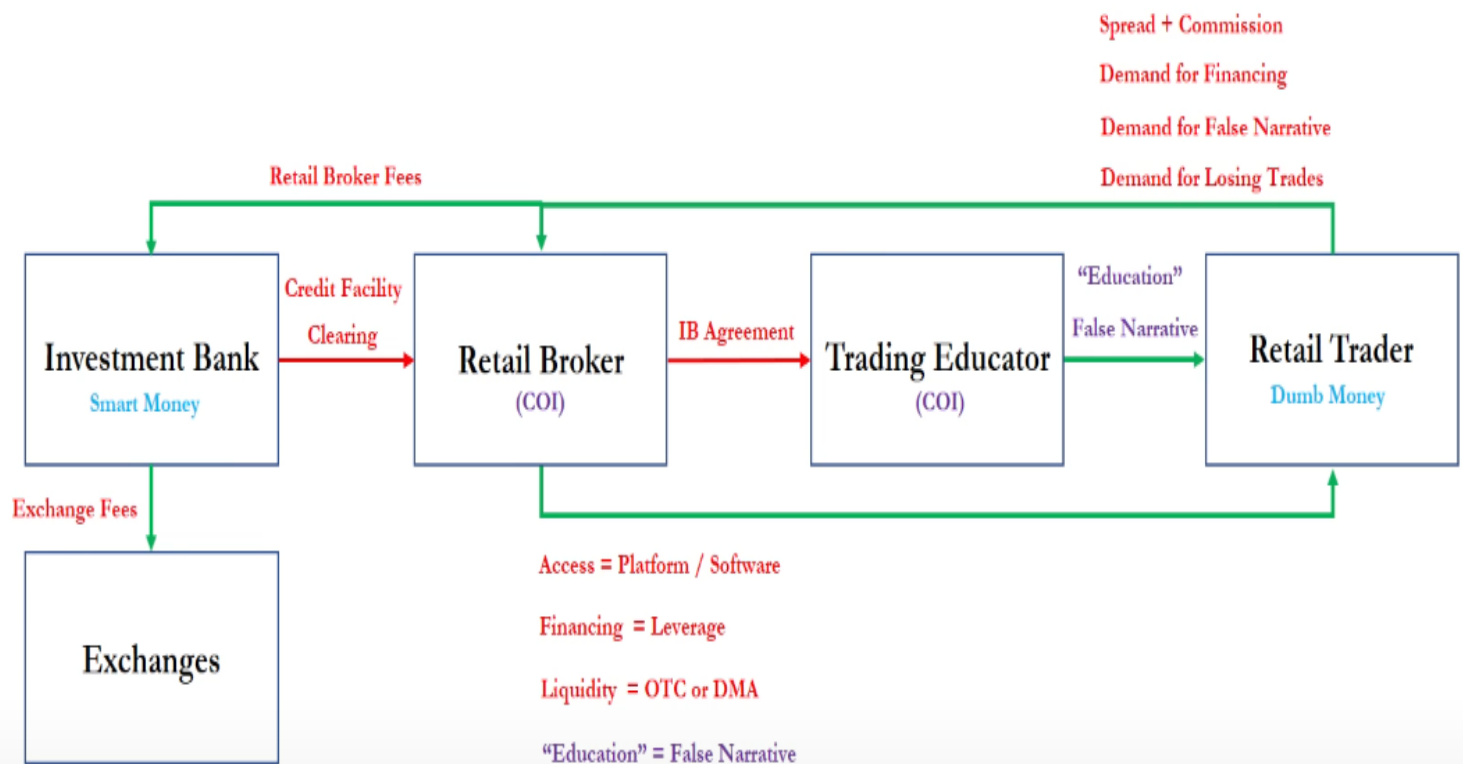 Spread + Commission
Demand for Financing
Demand for False Narrative
Demand for Losing Trades
Retail Broker Fees
Investment Bank
Smart Money
Credit Facility
Clearing
Retail Broker
(COI)
IB Agreement
Trading Educator
(COI)
“Education”
False Narrative
Retail Trader
Dumb Money
Exchange Fees
Exchanges
Access = Platform / Software
Financing = Leverage
Liquidity = OTC or DMA
“Education” = False Narrative